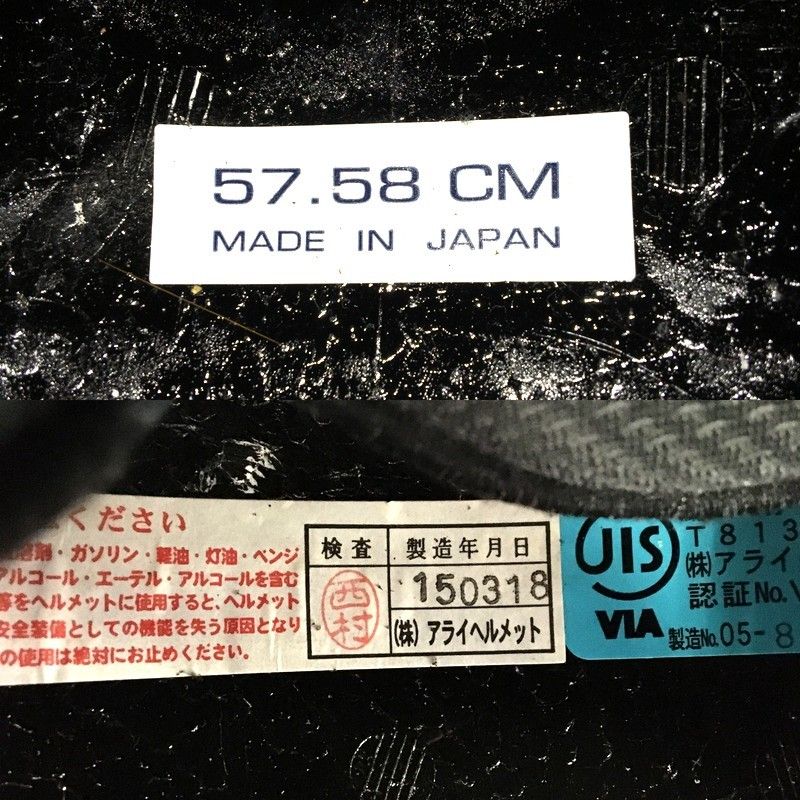 57.58 CM
MADE IN JAPAN
ください
溶剤・ガソリン・軽油・灯油・ベンジ
アルコール・エーテル・アルコールを含む
等をヘルメットに使用すると、ヘルメット
安全装備としての機能を失う原因となり
の使用は絶対にお止めください。
検査 製造年月日
西村
150318
(株) アライヘルメット
JIS
VIA
T813
(株)アライ
認証No.V
製造No.05-8